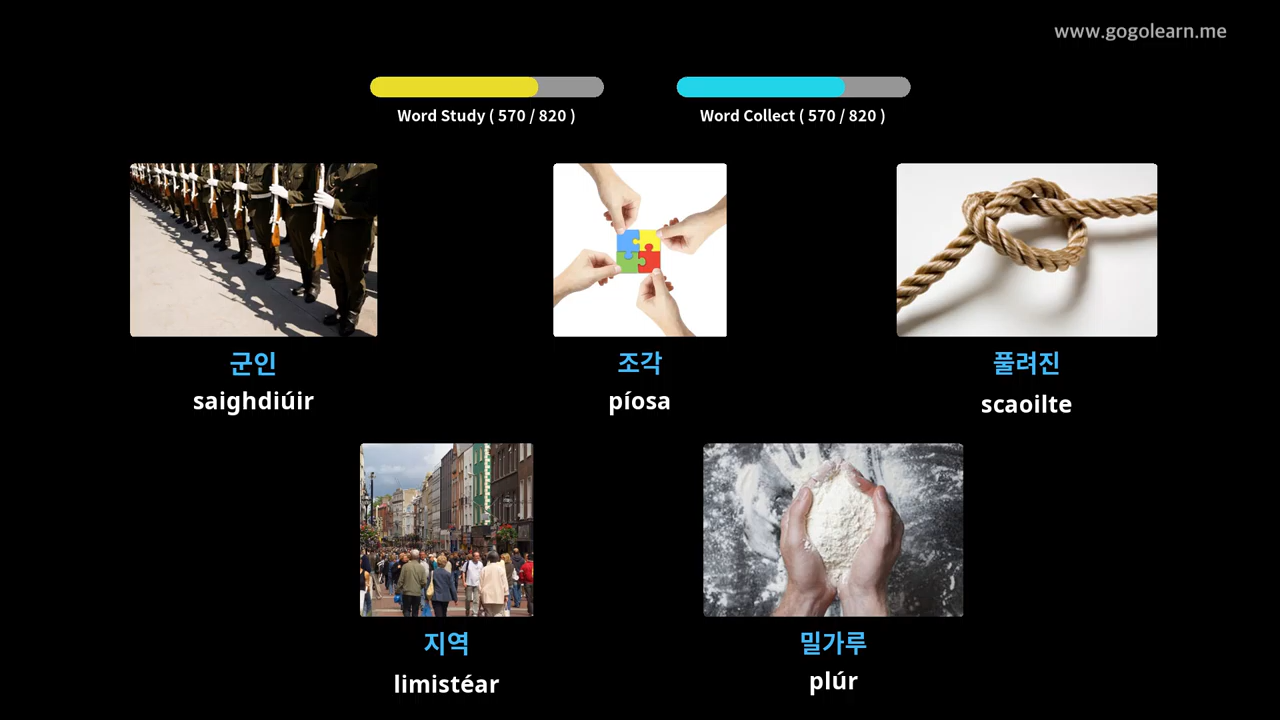 www.gogolearn.me
Word Study ( 570 / 820 )
Word Collect ( 570 / 820 )
군인
조각
풀려진
saighdiúir
píosa
scaoilte
지역
밀가루
limistéar
plúr